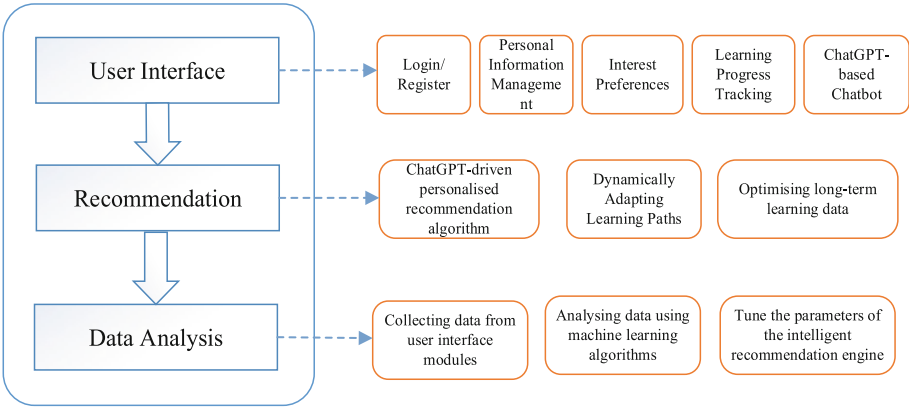 User Interface
Login/
Register
Personal
Information
Manageme
nt
Interest
Preferences
Learning
Progress
Tracking
ChatGPT-
based
Chatbot
Recommendation
ChatGPT-driven
personalised
recommendation
algorithm
Dynamically
Adapting
Learning Paths
Optimising long-term
learning data
Data Analysis
Collecting data from
user interface
modules
Analysing data using
machine learning
algorithms
Tune the parameters of
the intelligent
recommendation engine